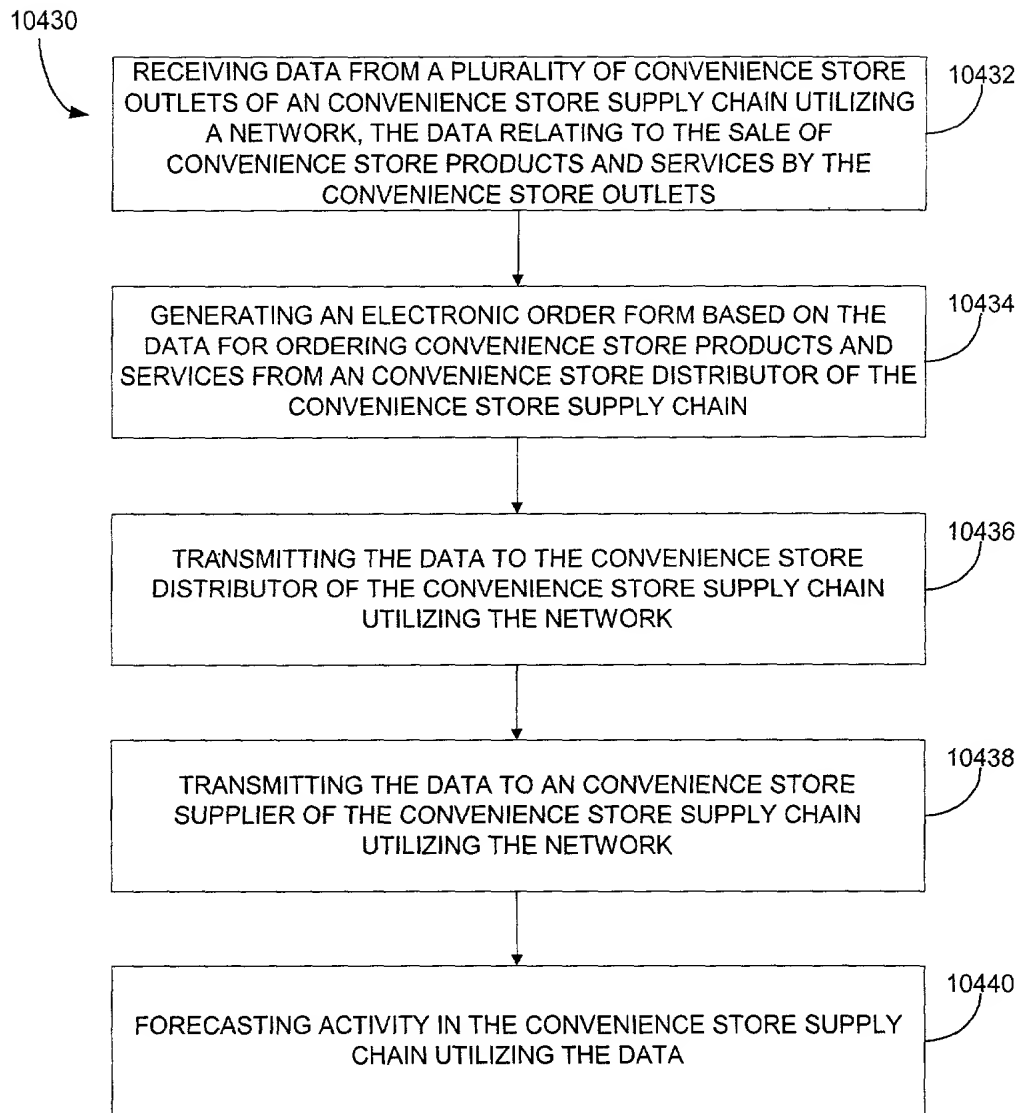 10430
RECEIVING DATA FROM A PLURALITY OF CONVENIENCE STORE
OUTLETS OF AN CONVENIENCE STORE SUPPLY CHAIN UTILIZING
A NETWORK, THE DATA RELATING TO THE SALE OF
CONVENIENCE STORE PRODUCTS AND SERVICES BY THE
CONVENIENCE STORE OUTLETS
10432
GENERATING AN ELECTRONIC ORDER FORM BASED ON THE
DATA FOR ORDERING CONVENIENCE STORE PRODUCTS AND
SERVICES FROM AN CONVENIENCE STORE DISTRIBUTOR OF THE
CONVENIENCE STORE SUPPLY CHAIN
10434
TRANSMITTING THE DATA TO THE CONVENIENCE STORE
DISTRIBUTOR OF THE CONVENIENCE STORE SUPPLY CHAIN
UTILIZING THE NETWORK
10436
TRANSMITTING THE DATA TO AN CONVENIENCE STORE
SUPPLIER OF THE CONVENIENCE STORE SUPPLY CHAIN
UTILIZING THE NETWORK
10438
FORECASTING ACTIVITY IN THE CONVENIENCE STORE SUPPLY
CHAIN UTILIZING THE DATA
10440